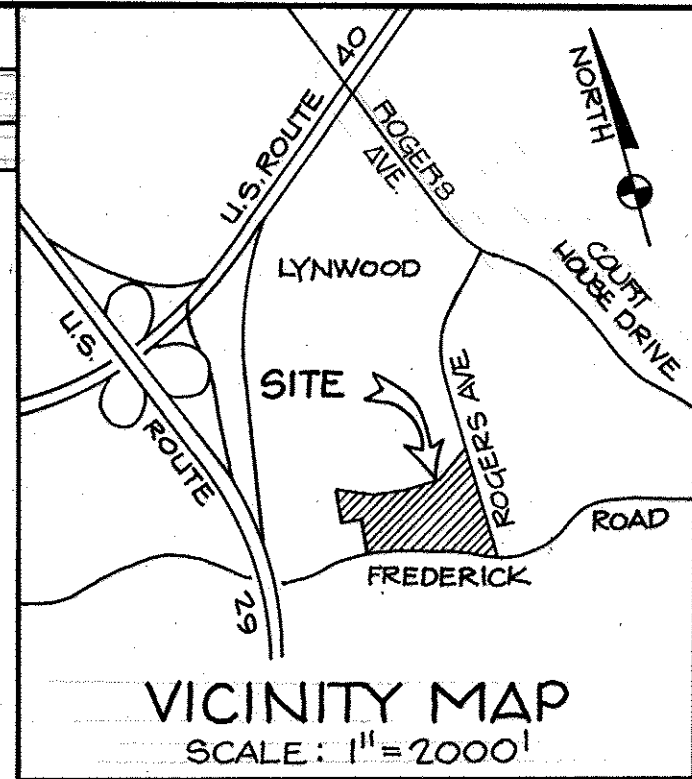 U.S. ROUTE 40
ROGERS
AVE.
NORTH
LYNWOOD
COURT
HOUSE DRIVE
U.S. ROUTE 29
SITE
ROGERS AVE
ROAD
FREDERICK
VICINITY MAP
SCALE: 1" = 2000'